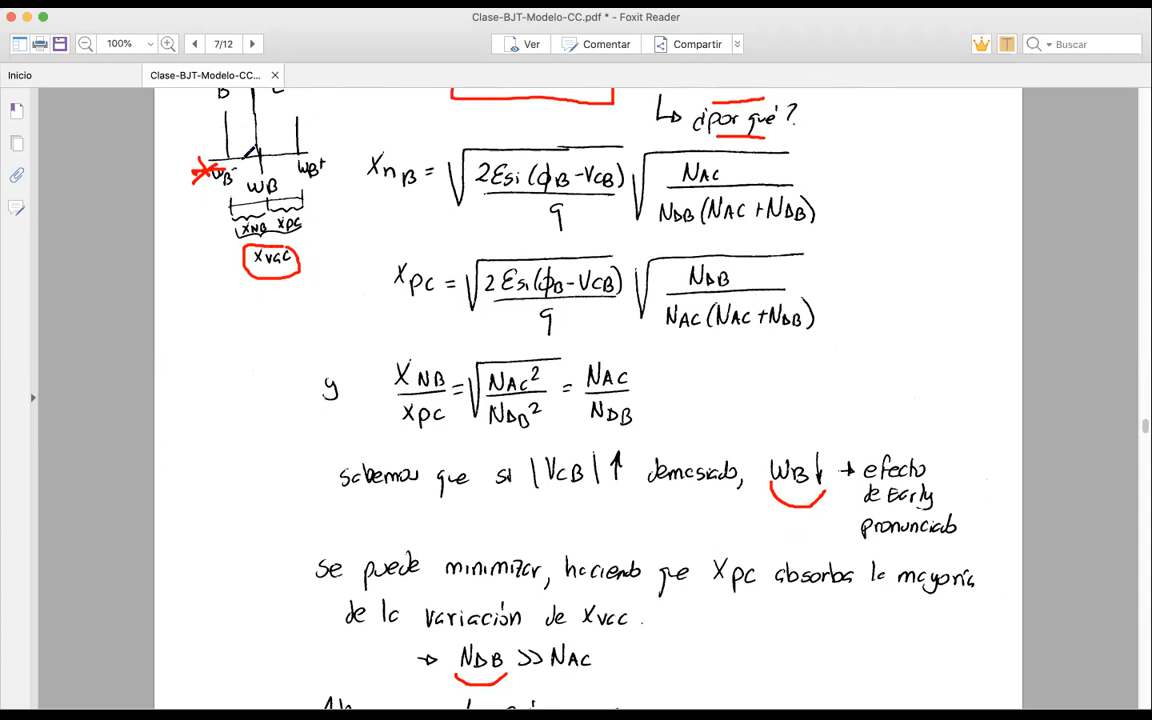 Clase-BJT-Modelo-CC.pdf * - Foxit Reader
100% 7/12 Ver Comentar Compartir Buscar
Inicio Clase-BJT-Modelo-CC...
B
↳ ¿por qué?
WB⁻ WB WB⁺
XNB XPC
XnB = √(2Esi(ϕB-VCB)/q) √(NAC/(NDB(NAC+NDB)))
XPC = √(2Esi(ϕB-VCB)/q) √(NDB/(NAC(NAC+NDB)))
y XNB/XPC = √(NAC²/NDB²) = NAC/NDB
sabemos que si |VCB|↑ demasiado, WB↓ → efecto
de Early
pronunciado
se puede minimizar, haciendo que XPC absorba la mayoría
de la variación de XVCC.
→ NDB >> NAC